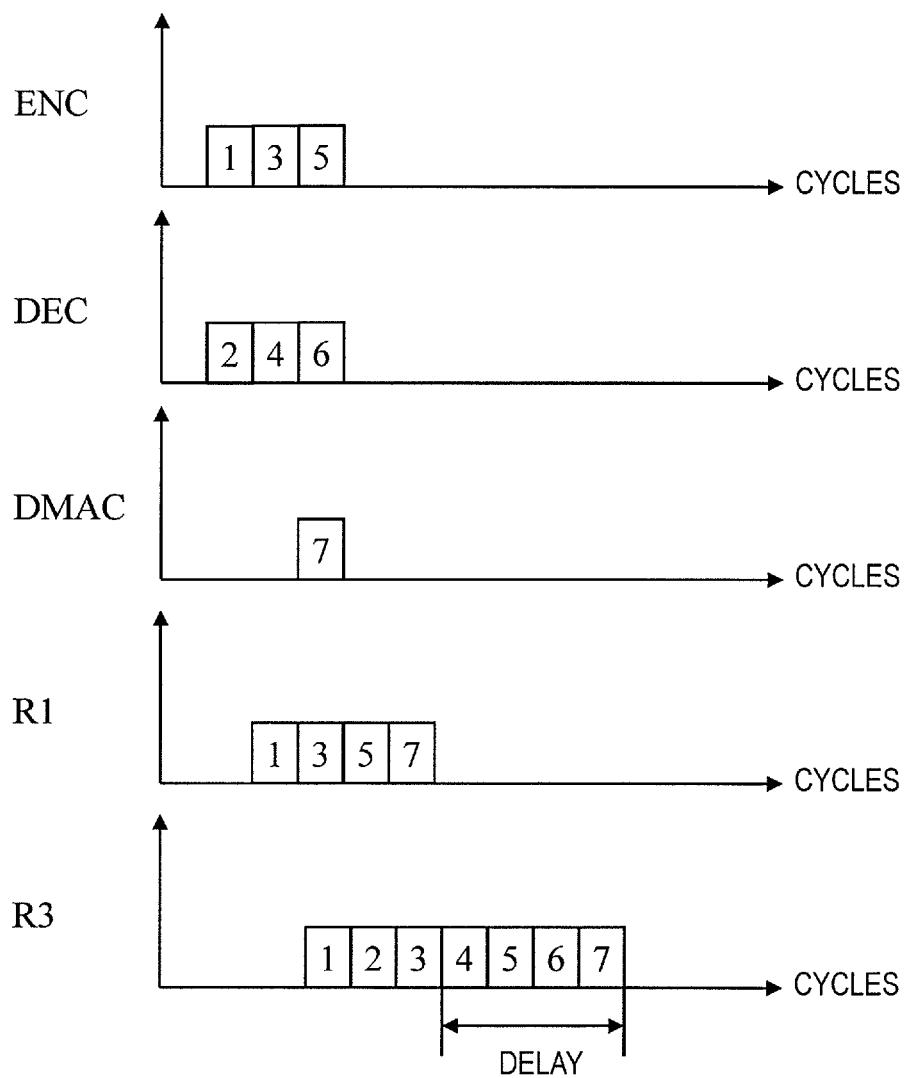 ENC
1 3 5
CYCLES
DEC
2 4 6
CYCLES
DMAC
7
CYCLES
R1
1 3 5 7
CYCLES
R3
1 2 3 4 5 6 7
CYCLES
DELAY